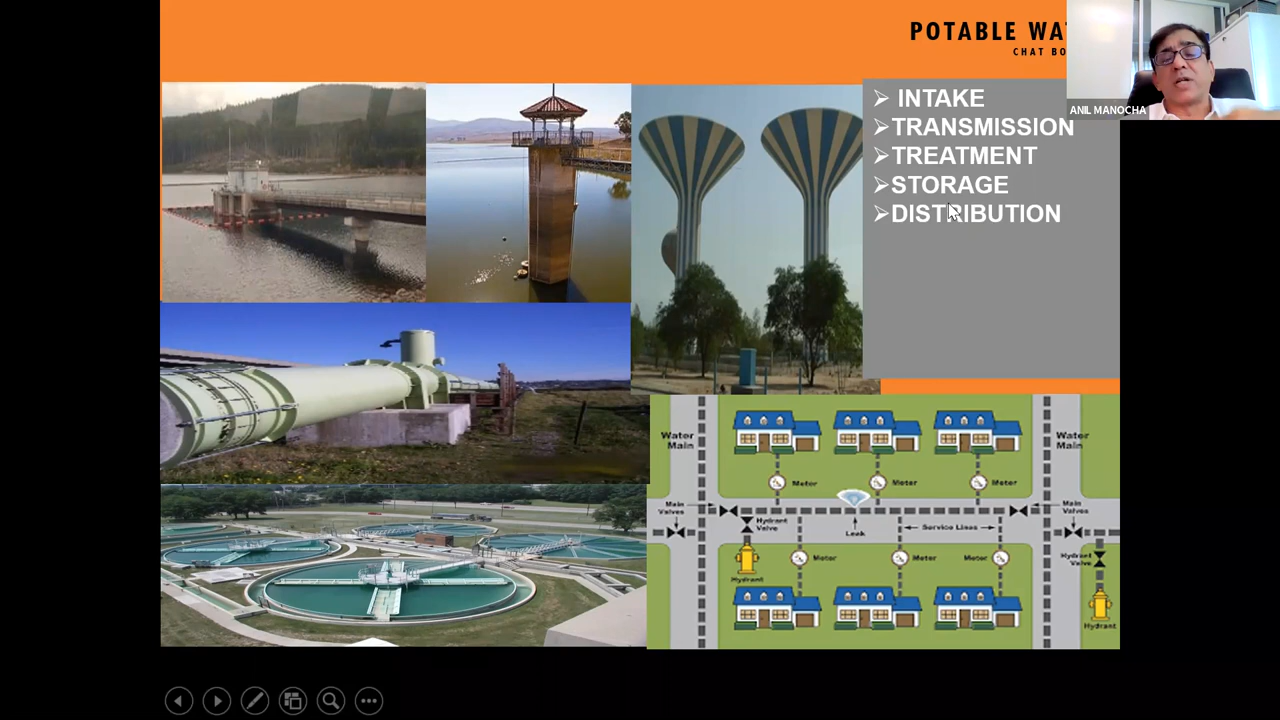 POTABLE WA
CHAT BO
ANIL MANOCHA
➢ INTAKE
➢TRANSMISSION
➢TREATMENT
➢STORAGE
➢DISTRIBUTION
Water
Main
Water
Main
Meter
Meter
Meter
Main
Valves
Main
Valves
Hydrant
Valve
Leak
Service Lines
Hydrant
Valve
Meter
Meter
Meter
Hydrant
Hydrant